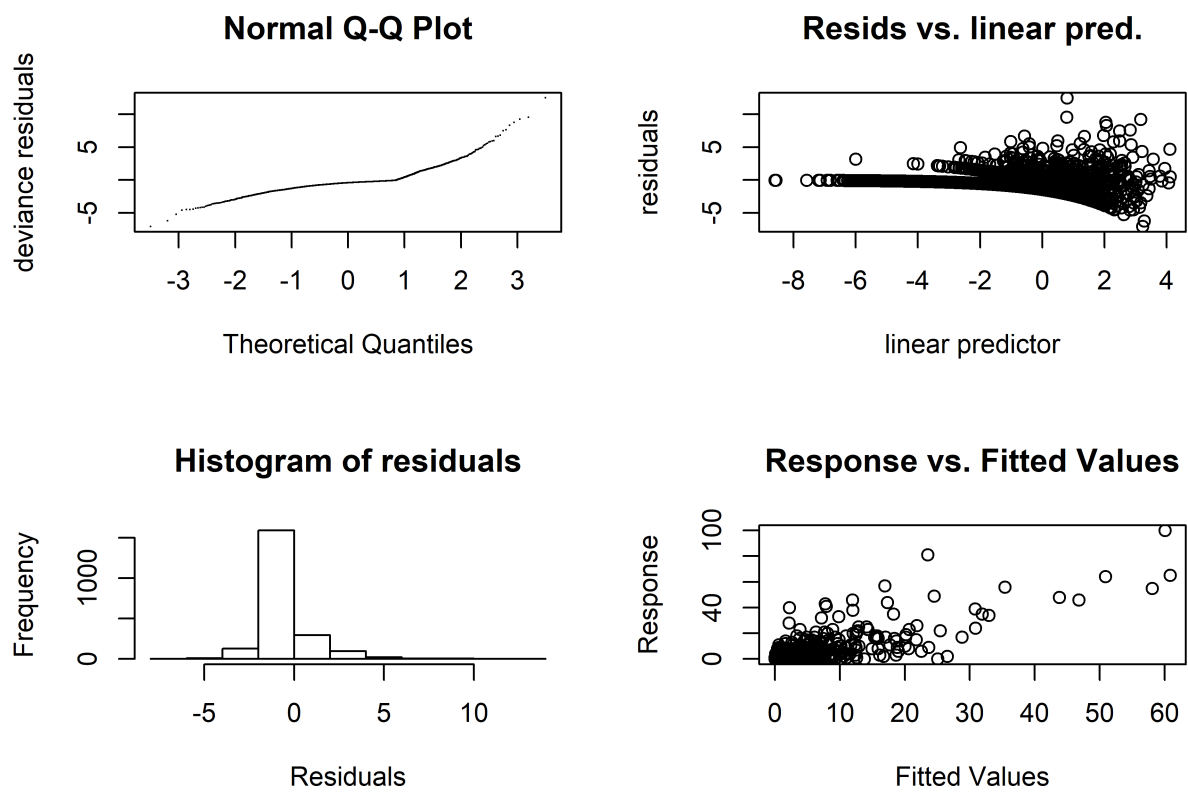 Normal Q-Q Plot
deviance residuals
-5 5
-3 -2 -1 0 1 2 3
Theoretical Quantiles
Resids vs. linear pred.
residuals
-5 5
-8 -6 -4 -2 0 2 4
linear predictor
Histogram of residuals
Frequency
0 1000
-5 0 5 10
Residuals
Response vs. Fitted Values
Response
0 40 100
0 10 20 30 40 50 60
Fitted Values